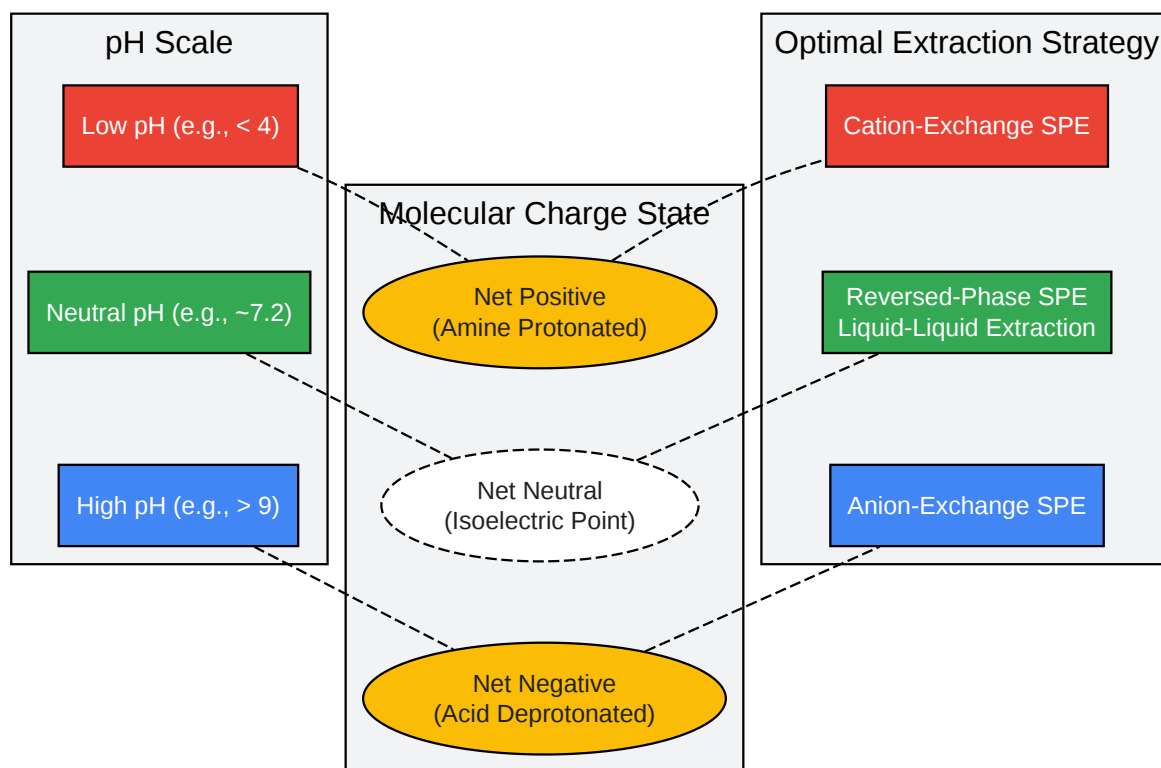 pH Scale
Low pH (e.g., < 4)
Neutral pH (e.g., ~7.2)
High pH (e.g., > 9)
Molecular Charge State
Net Positive
(Amine Protonated)
Net Neutral
(Isoelectric Point)
Net Negative
(Acid Deprotonated)
Optimal Extraction Strategy
Cation-Exchange SPE
Reversed-Phase SPE
Liquid-Liquid Extraction
Anion-Exchange SPE